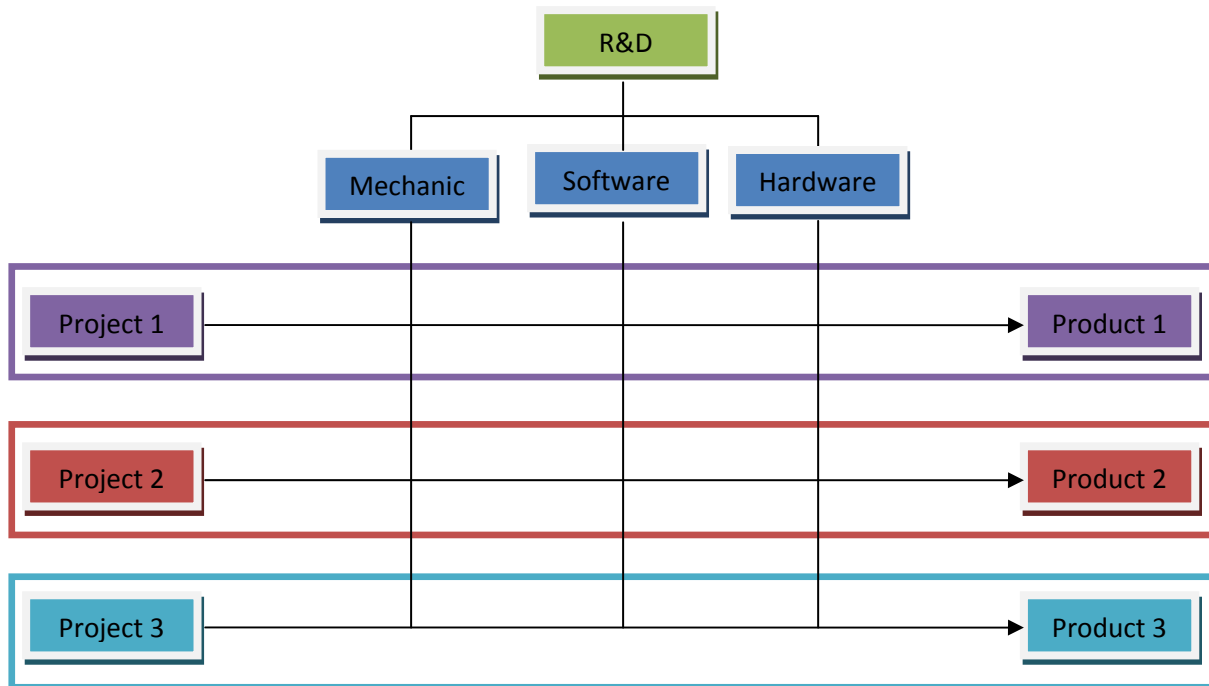 R&D
Mechanic
Software
Hardware
Project 1
Product 1
Project 2
Product 2
Project 3
Product 3